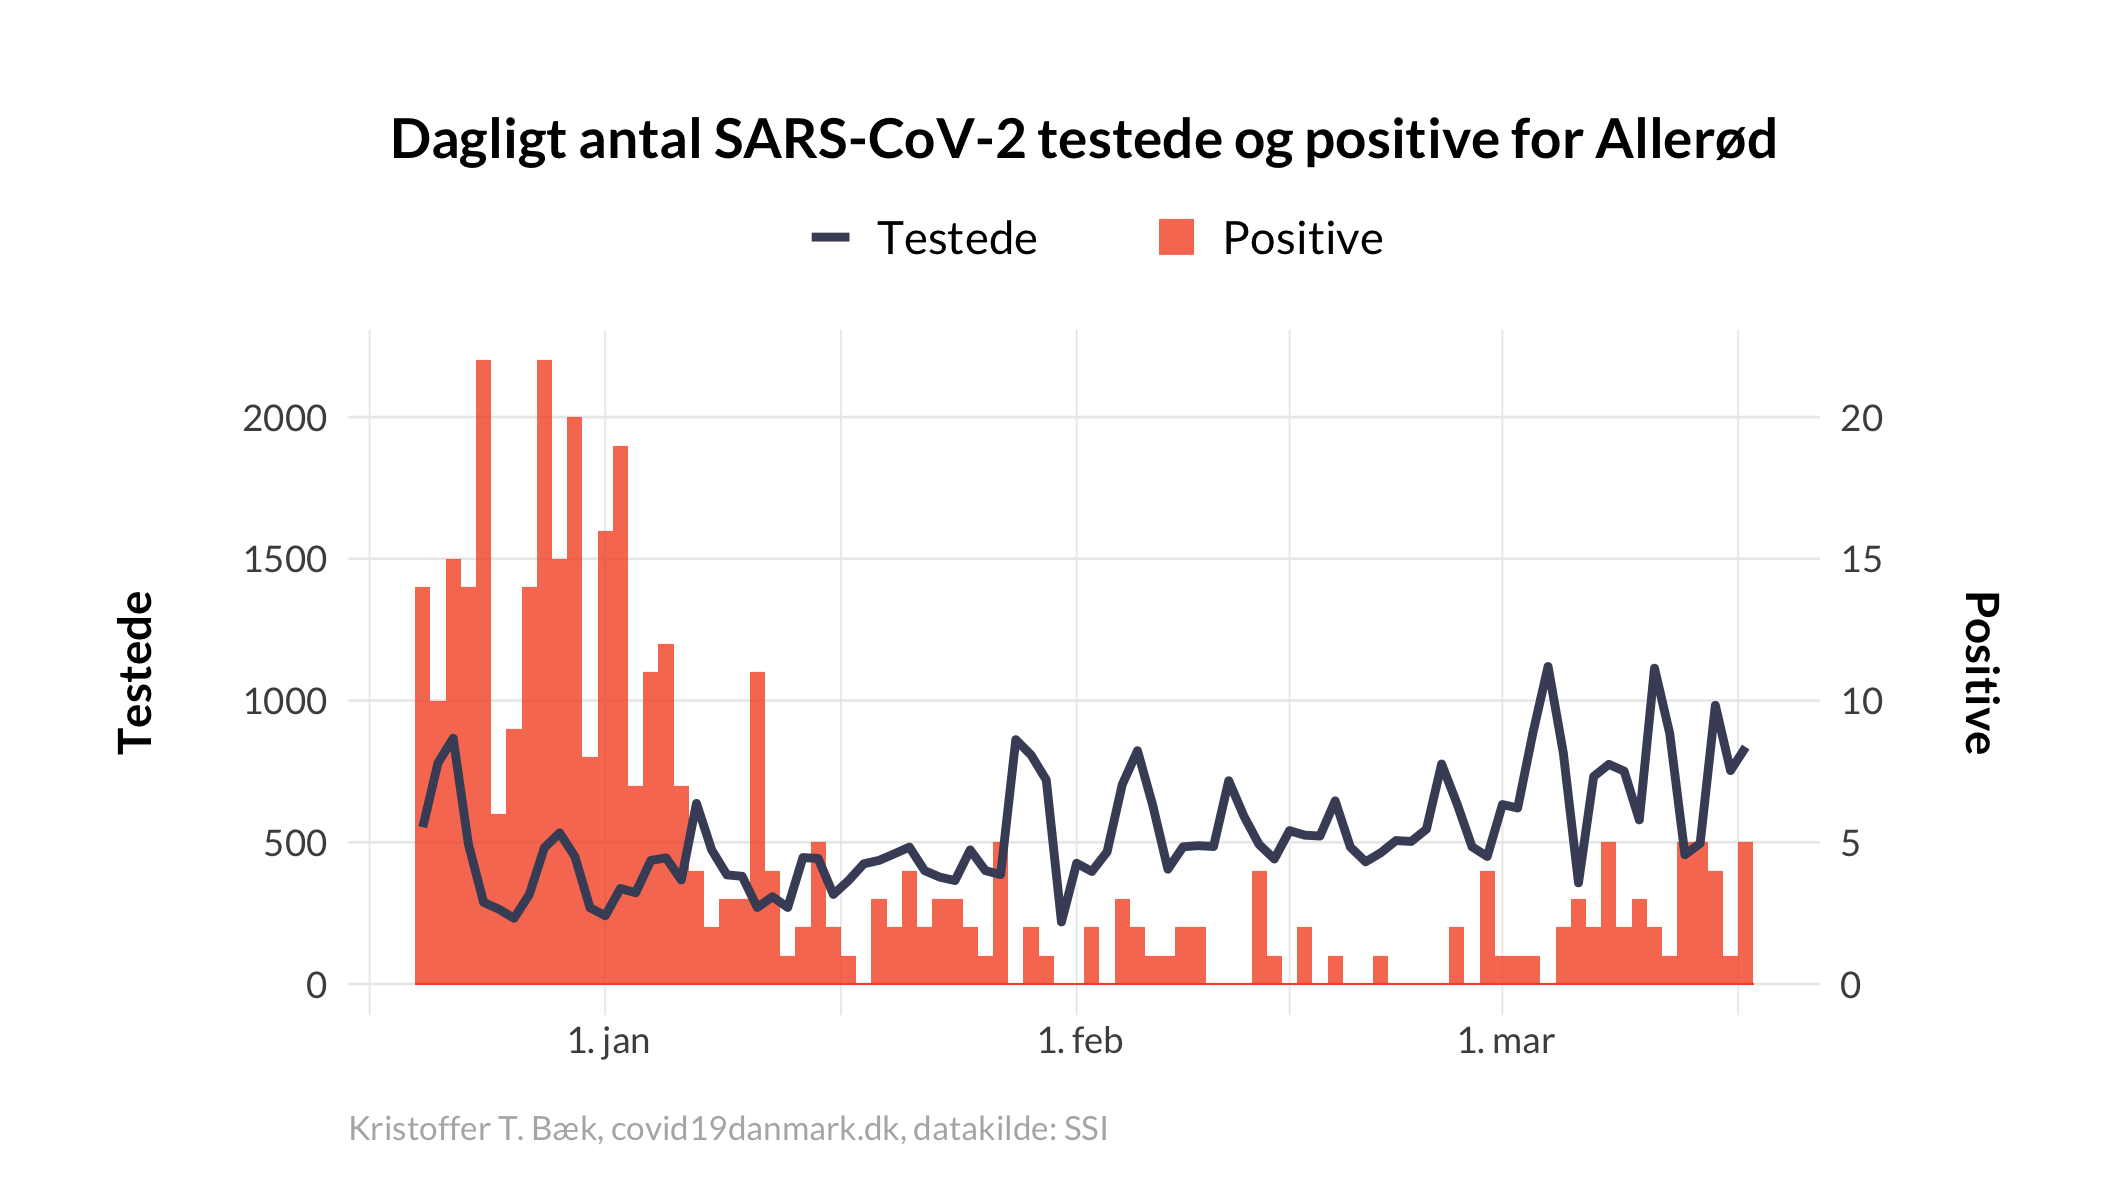 Dagligt antal SARS-CoV-2 testede og positive for Allerød
Testede
Positive
2000
1500
1000
500
0
20
15
10
5
0
Testede
Positive
1. jan
1. feb
1. mar
Kristoffer T. Bæk, covid19danmark.dk, datakilde: SSI